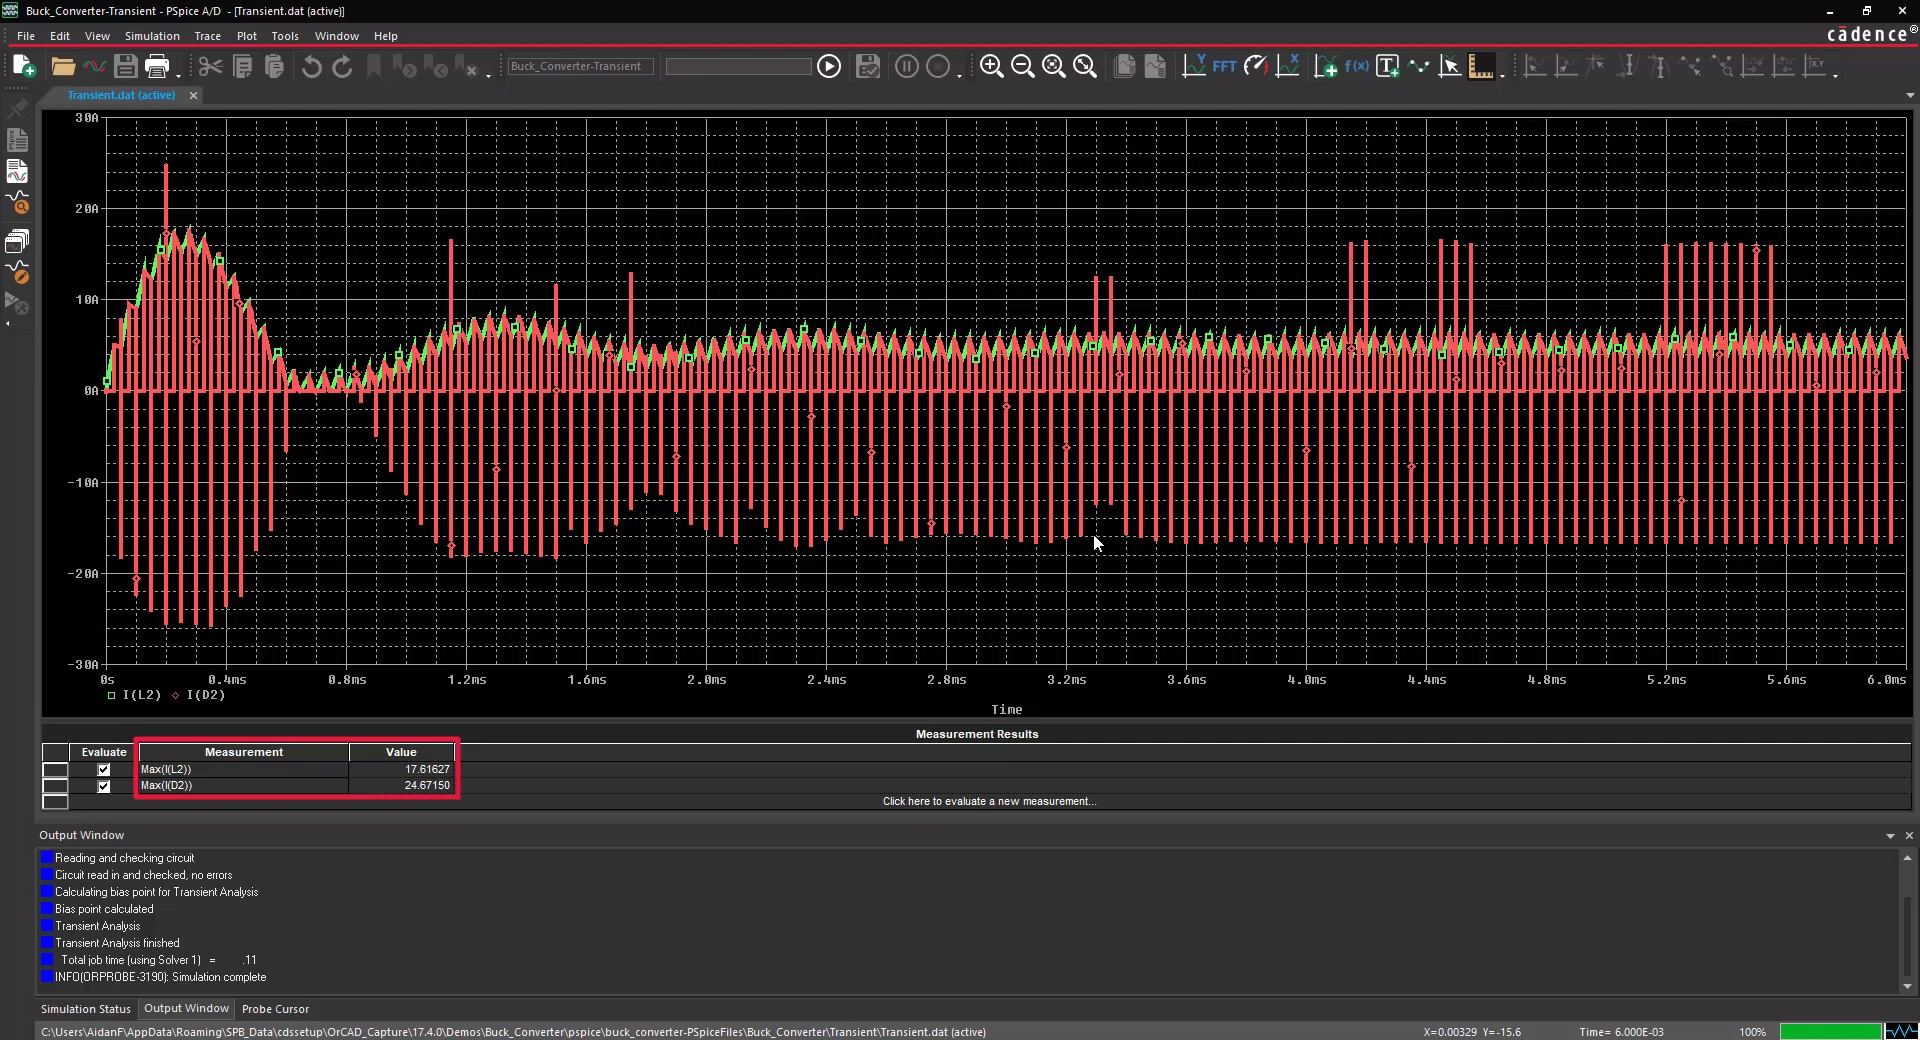 Buck_Converter-Transient - PSpice A/D - [Transient.dat (active)]
File Edit View Simulation Trace Plot Tools Window Help
cādence®
Buck_Converter-Transient
FFT
f(x)
Transient.dat (active)
30A
20A
10A
0A
-10A
-20A
-30A
0s 0.4ms 0.8ms 1.2ms 1.6ms 2.0ms 2.4ms 2.8ms 3.2ms 3.6ms 4.0ms 4.4ms 4.8ms 5.2ms 5.6ms 6.0ms
I(L2) I(D2)
Time
Measurement Results
Evaluate Measurement Value
Max(I(L2)) 17.61627
Max(I(D2)) 24.67150
Click here to evaluate a new measurement...
Output Window
Reading and checking circuit
Circuit read in and checked, no errors
Calculating bias point for Transient Analysis
Bias point calculated
Transient Analysis
Transient Analysis finished
Total job time (using Solver 1) = .11
INFO(ORPROBE-3190): Simulation complete
Simulation Status Output Window Probe Cursor
C:\Users\AidanF\AppData\Roaming\SPB_Data\cdssetup\OrCAD_Capture\17.4.0\Demos\Buck_Converter\pspice\buck_converter-PSpiceFiles\Buck_Converter\Transient\Transient.dat (active) X=0.00329 Y=-15.6 Time= 6.000E-03 100%